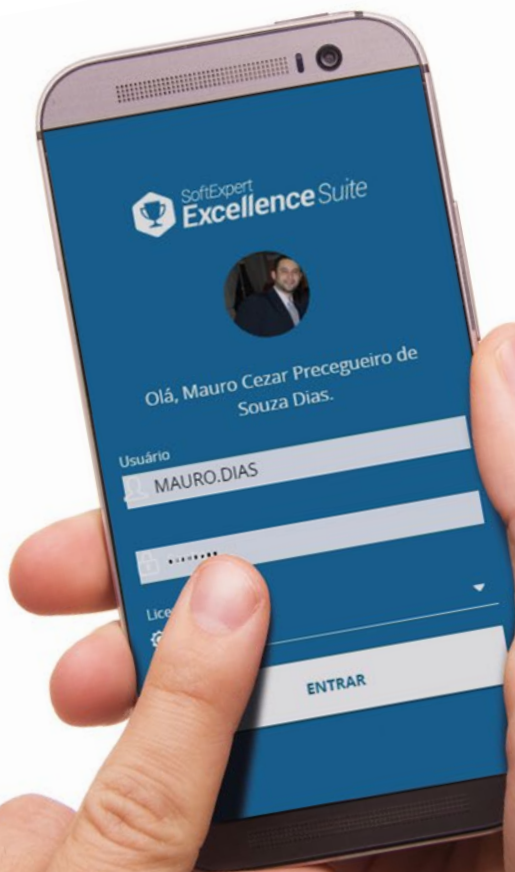 SoftExpert
Excellence Suite
Olá, Mauro Cezar Precegueiro de
Souza Dias.
Usuário
MAURO.DIAS
ENTRAR